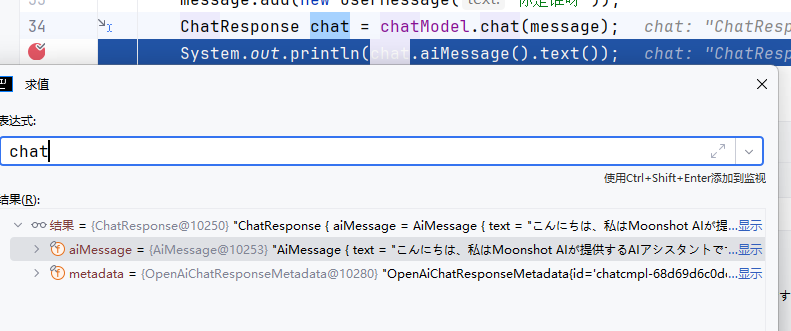 message.add(new UserMessage( text: "你是谁呀"));
34 ChatResponse chat = chatModel.chat(message); chat: "ChatResp
System.out.println(chat.aiMessage().text()); chat: "ChatResp
求值
表达式:
chat
使用Ctrl+Shift+Enter添加到监视
结果(R):
结果 = {ChatResponse@10250} "ChatResponse { aiMessage = AiMessage { text = "こんにちは、私はMoonshot AIが提...显示
aiMessage = {AiMessage@10253} "AiMessage { text = "こんにちは、私はMoonshot AIが提供するAIアシスタントで...显示
metadata = {OpenAiChatResponseMetadata@10280} "OpenAiChatResponseMetadata{id='chatcmpl-68d69d6c0d...显示
す